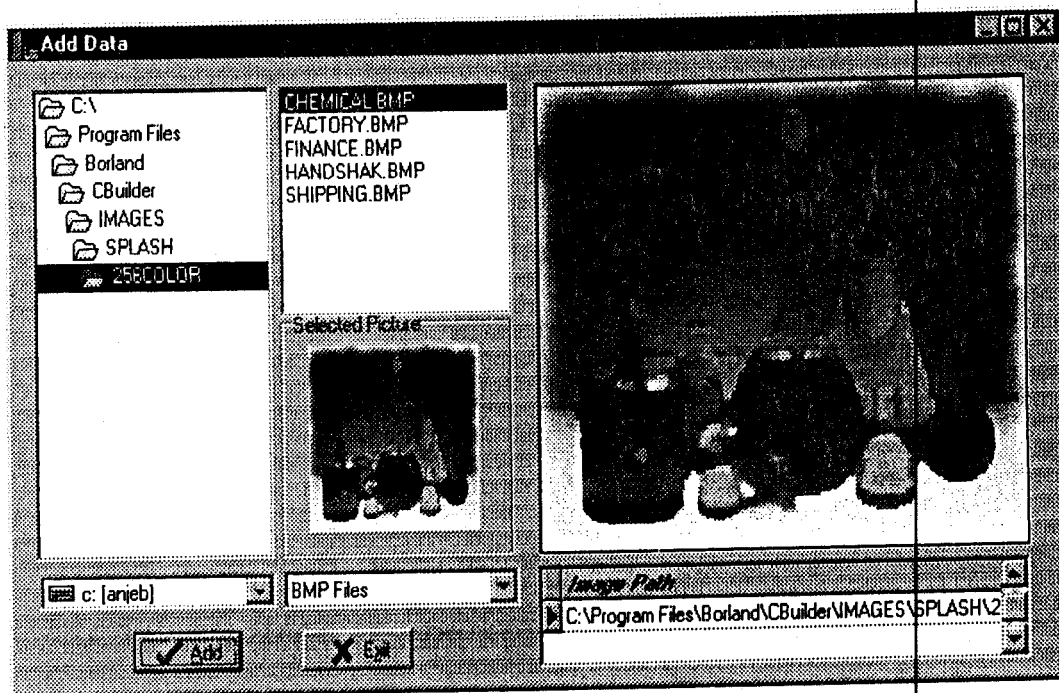 Add Data
C:\
Program Files
Borland
CBuilder
IMAGES
SPLASH
256COLOR
CHEMICAL.BMP
FACTORY.BMP
FINANCE.BMP
HANDSHAK.BMP
SHIPPING.BMP
Selected Picture
c: [anjeb]
BMP Files
Image Path
C:\Program Files\Borland\CBuilder\IMAGES\SPLASH\2
Add
Exit